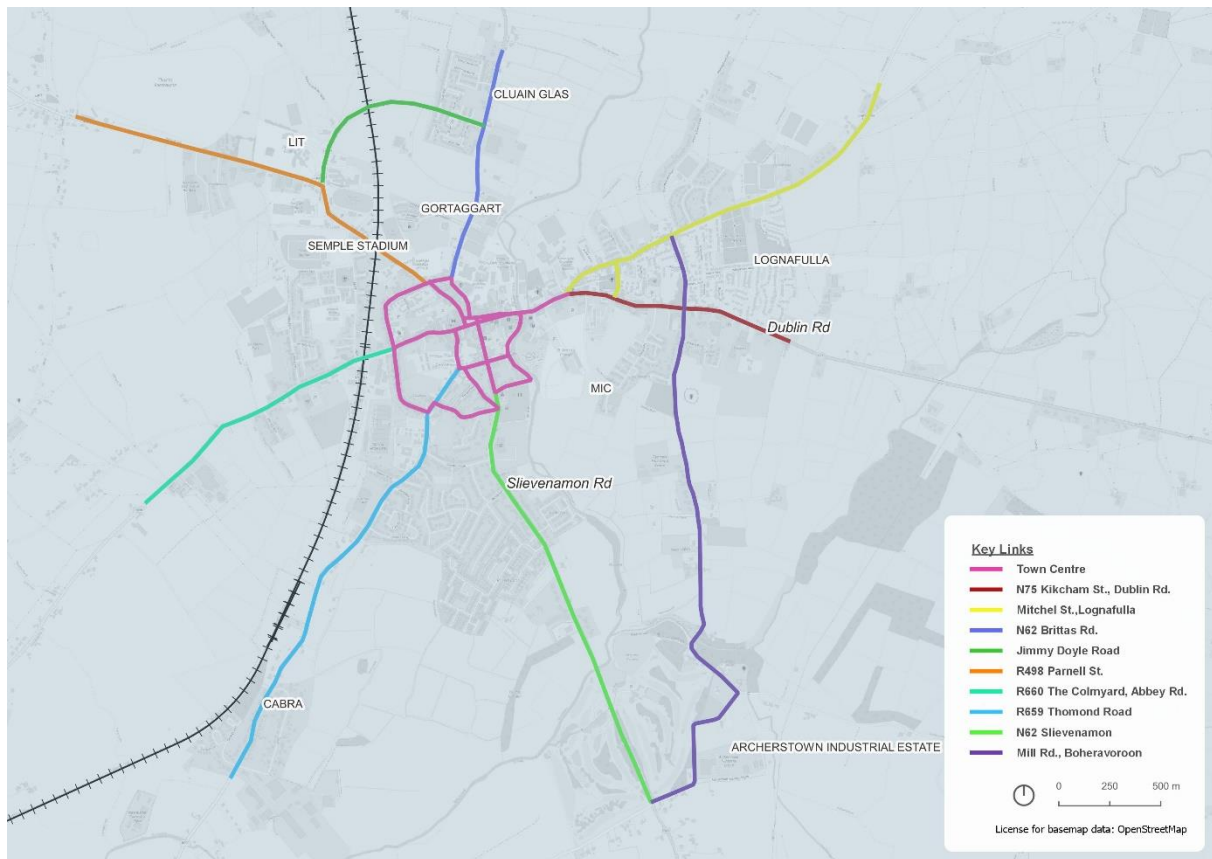 CLUAIN GLAS
LIT
GORTAGGART
SEMPLE STADIUM
LOGNAFULLA
Dublin Rd
MIC
Slievenamon Rd
CABRA
ARCHERSTOWN INDUSTRIAL ESTATE
Key Links
Town Centre
N75 Kikcham St., Dublin Rd.
Mitchel St.,Lognafulla
N62 Brittas Rd.
Jimmy Doyle Road
R498 Parnell St.
R660 The Colmyard, Abbey Rd.
R659 Thomond Road
N62 Slievenamon
Mill Rd., Boheravoroon
0 250 500 m
License for basemap data: OpenStreetMap